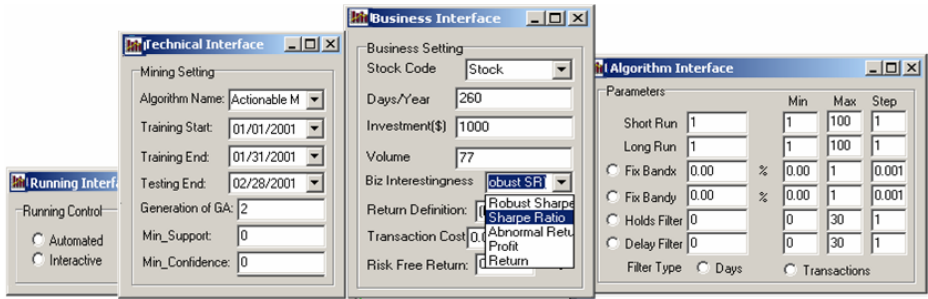 Running Interf
Running Control
Automated
Interactive
Technical Interface
Mining Setting
Algorithm Name: Actionable M
Training Start: 01/01/2001
Training End: 01/31/2001
Testing End: 02/28/2001
Generation of GA: 2
Min_Support: 0
Min_Confidence: 0
Business Interface
Business Setting
Stock Code Stock
Days/Year 260
Investment($) 1000
Volume 77
Biz Interestingness obust SR
Robust Sharpe
Sharpe Ratio
Abnormal Retu
Profit
Return
Return Definition:
Transaction Cost 0.0
Risk Free Return: 0
Algorithm Interface
Parameters
Min Max Step
Short Run 1 1 100 1
Long Run 1 1 100 1
Fix Bandx 0.00 % 0.00 1 0.001
Fix Bandy 0.00 % 0.00 1 0.001
Holds Filter 0 0 30 1
Delay Filter 0 0 30 1
Filter Type Days Transactions